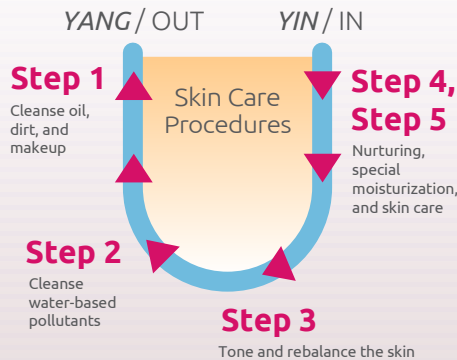 YANG / OUT
YIN / IN
Skin Care
Procedures
Step 1
Cleanse oil,
dirt, and
makeup
Step 2
Cleanse
water-based
pollutants
Step 3
Tone and rebalance the skin
Step 4,
Step 5
Nurturing,
special
moisturization,
and skin care